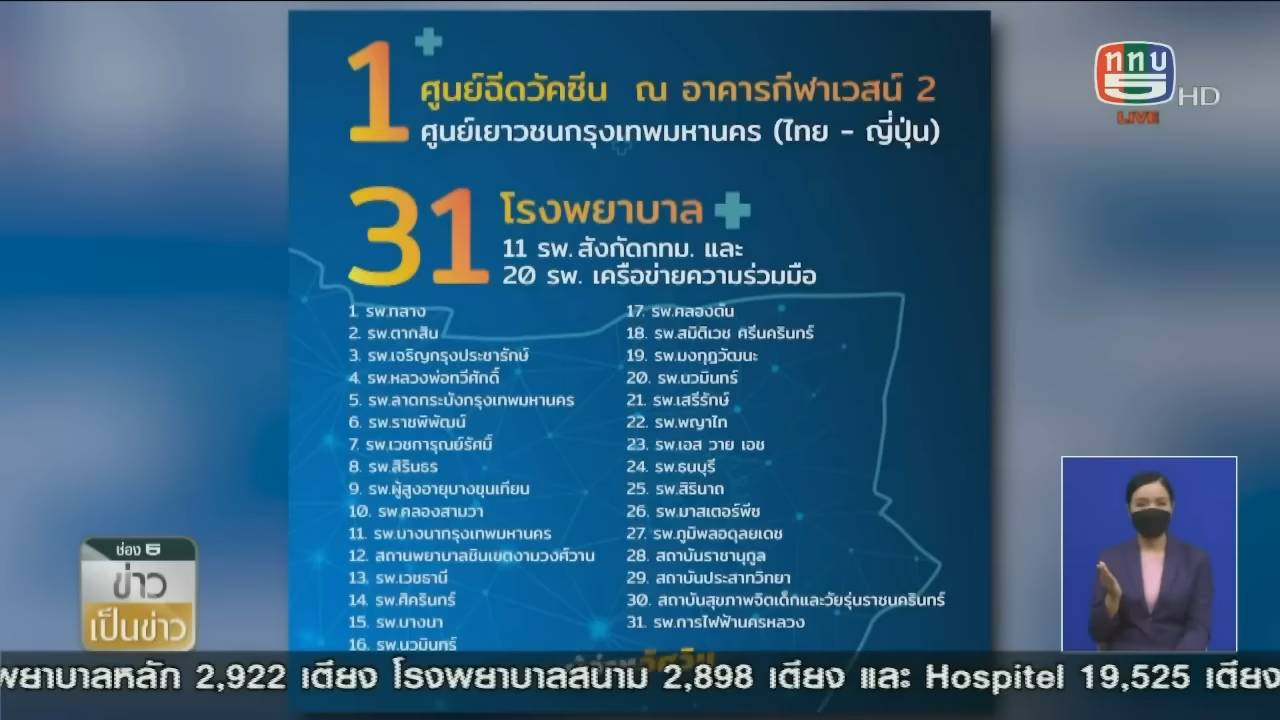 1
ศูนย์ฉีดวัคซีน ณ อาคารกีฬาเวสน์ 2
ศูนย์เยาวชนกรุงเทพมหานคร (ไทย - ญี่ปุ่น)
ททบ
5
HD
LIVE
31
โรงพยาบาล
11 รพ. สังกัดกทม. และ
20 รพ. เครือข่ายความร่วมมือ
1. รพ.กลาง
2. รพ.ตากสิน
3. รพ.เจริญกรุงประชารักษ์
4. รพ.หลวงพ่อทวีศักดิ์
5. รพ.ลาดกระบังกรุงเทพมหานคร
6. รพ.ราชพิพัฒน์
7. รพ.เวชการุณย์รัศมิ์
8. รพ.สิรินธร
9. รพ.ผู้สูงอายุบางขุนเทียน
10. รพ.คลองสามวา
11. รพ.บางนากรุงเทพมหานคร
12. สถานพยาบาลชินเขตงามวงศ์วาน
13. รพ.เวชธานี
14. รพ.ศิครินทร์
15. รพ.บางนา
16. รพ.นวมินทร์
17. รพ.คลองตัน
18. รพ.สมิติเวช ศรีนครินทร์
19. รพ.มงกุฎวัฒนะ
20. รพ.นวมินทร์
21. รพ.เสรีรักษ์
22. รพ.พญาไท
23. รพ.เอส วาย เอช
24. รพ.ธนบุรี
25. รพ.สิรินาถ
26. รพ.มาสเตอร์พีซ
27. รพ.ภูมิพลอดุลยเดช
28. สถาบันราชานุกูล
29. สถาบันประสาทวิทยา
30. สถาบันสุขภาพจิตเด็กและวัยรุ่นราชนครินทร์
31. รพ.การไฟฟ้านครหลวง
ช่อง 5
ข่าว
เป็นข่าว
พยาบาลหลัก 2,922 เตียง โรงพยาบาลสนาม 2,898 เตียง และ Hospitel 19,525 เตียง